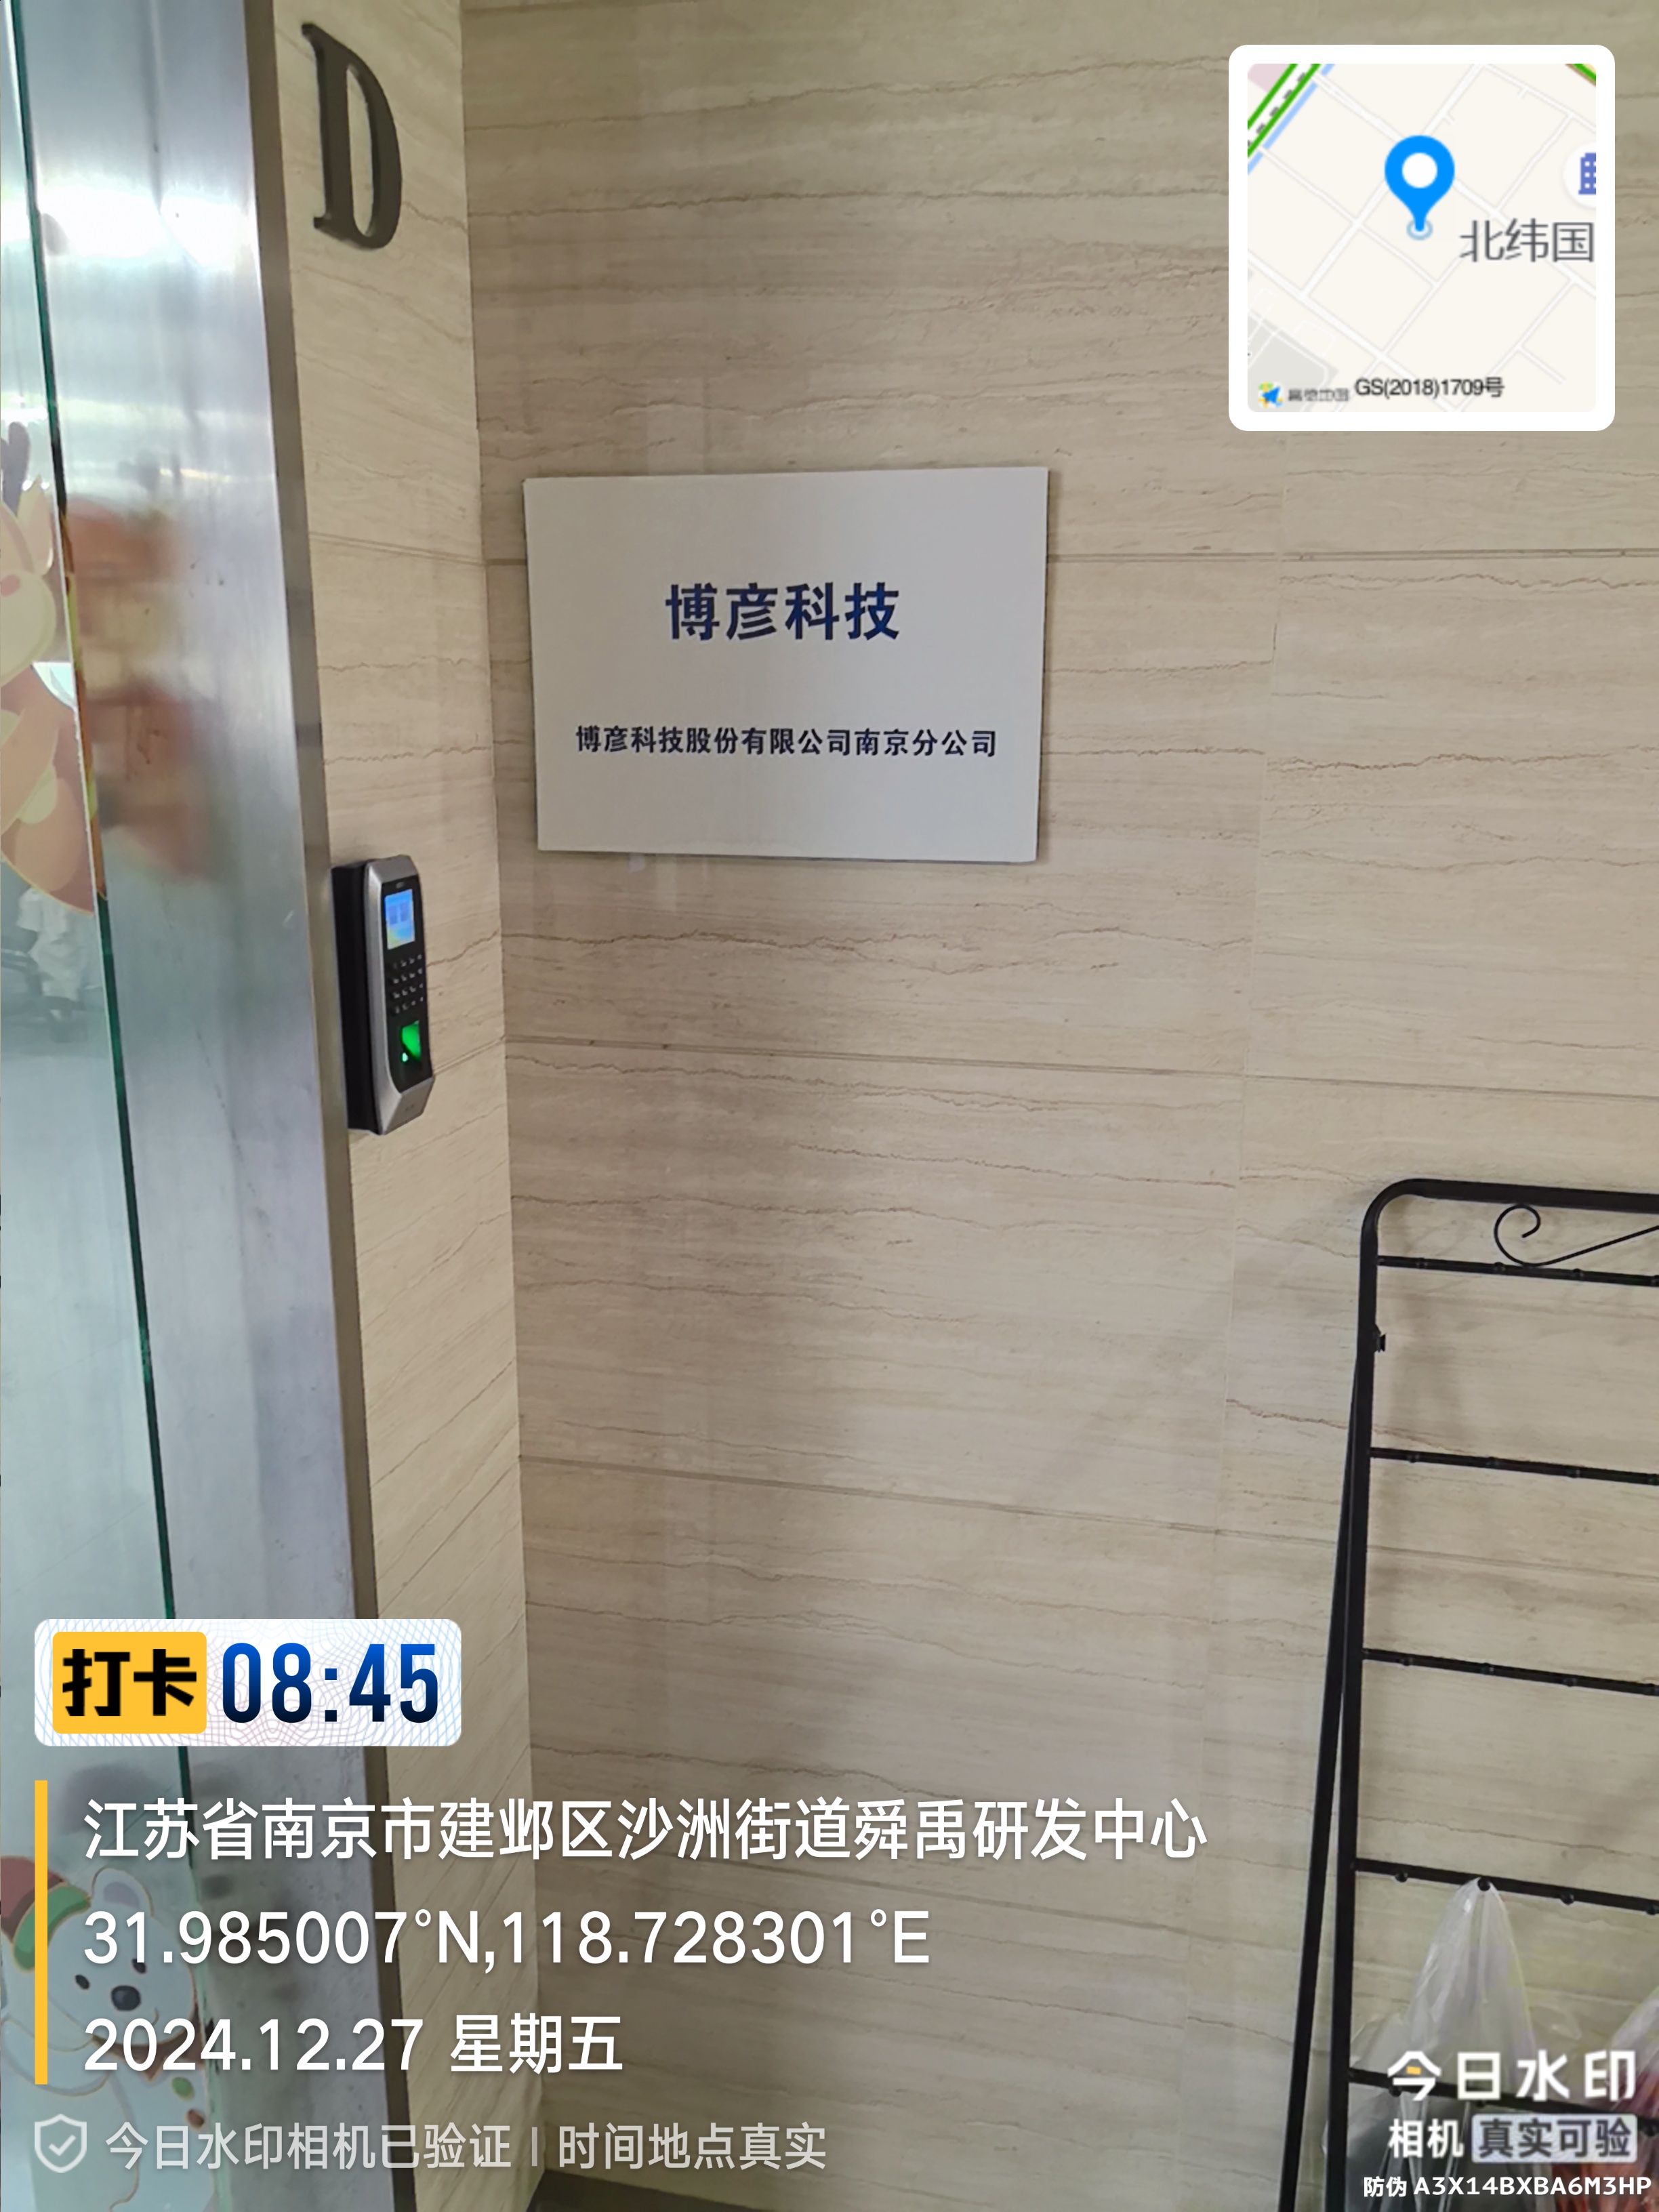 D
北纬国
GS(2018)1709号
博彦科技
博彦科技股份有限公司南京分公司
打卡 08:45
江苏省南京市建邺区沙洲街道舜禹研发中心
31.985007°N,118.728301°E
2024.12.27 星期五
今日水印相机已验证 | 时间地点真实
今日水印
相机 真实可验
防伪 A3X14BXBA6M3HP